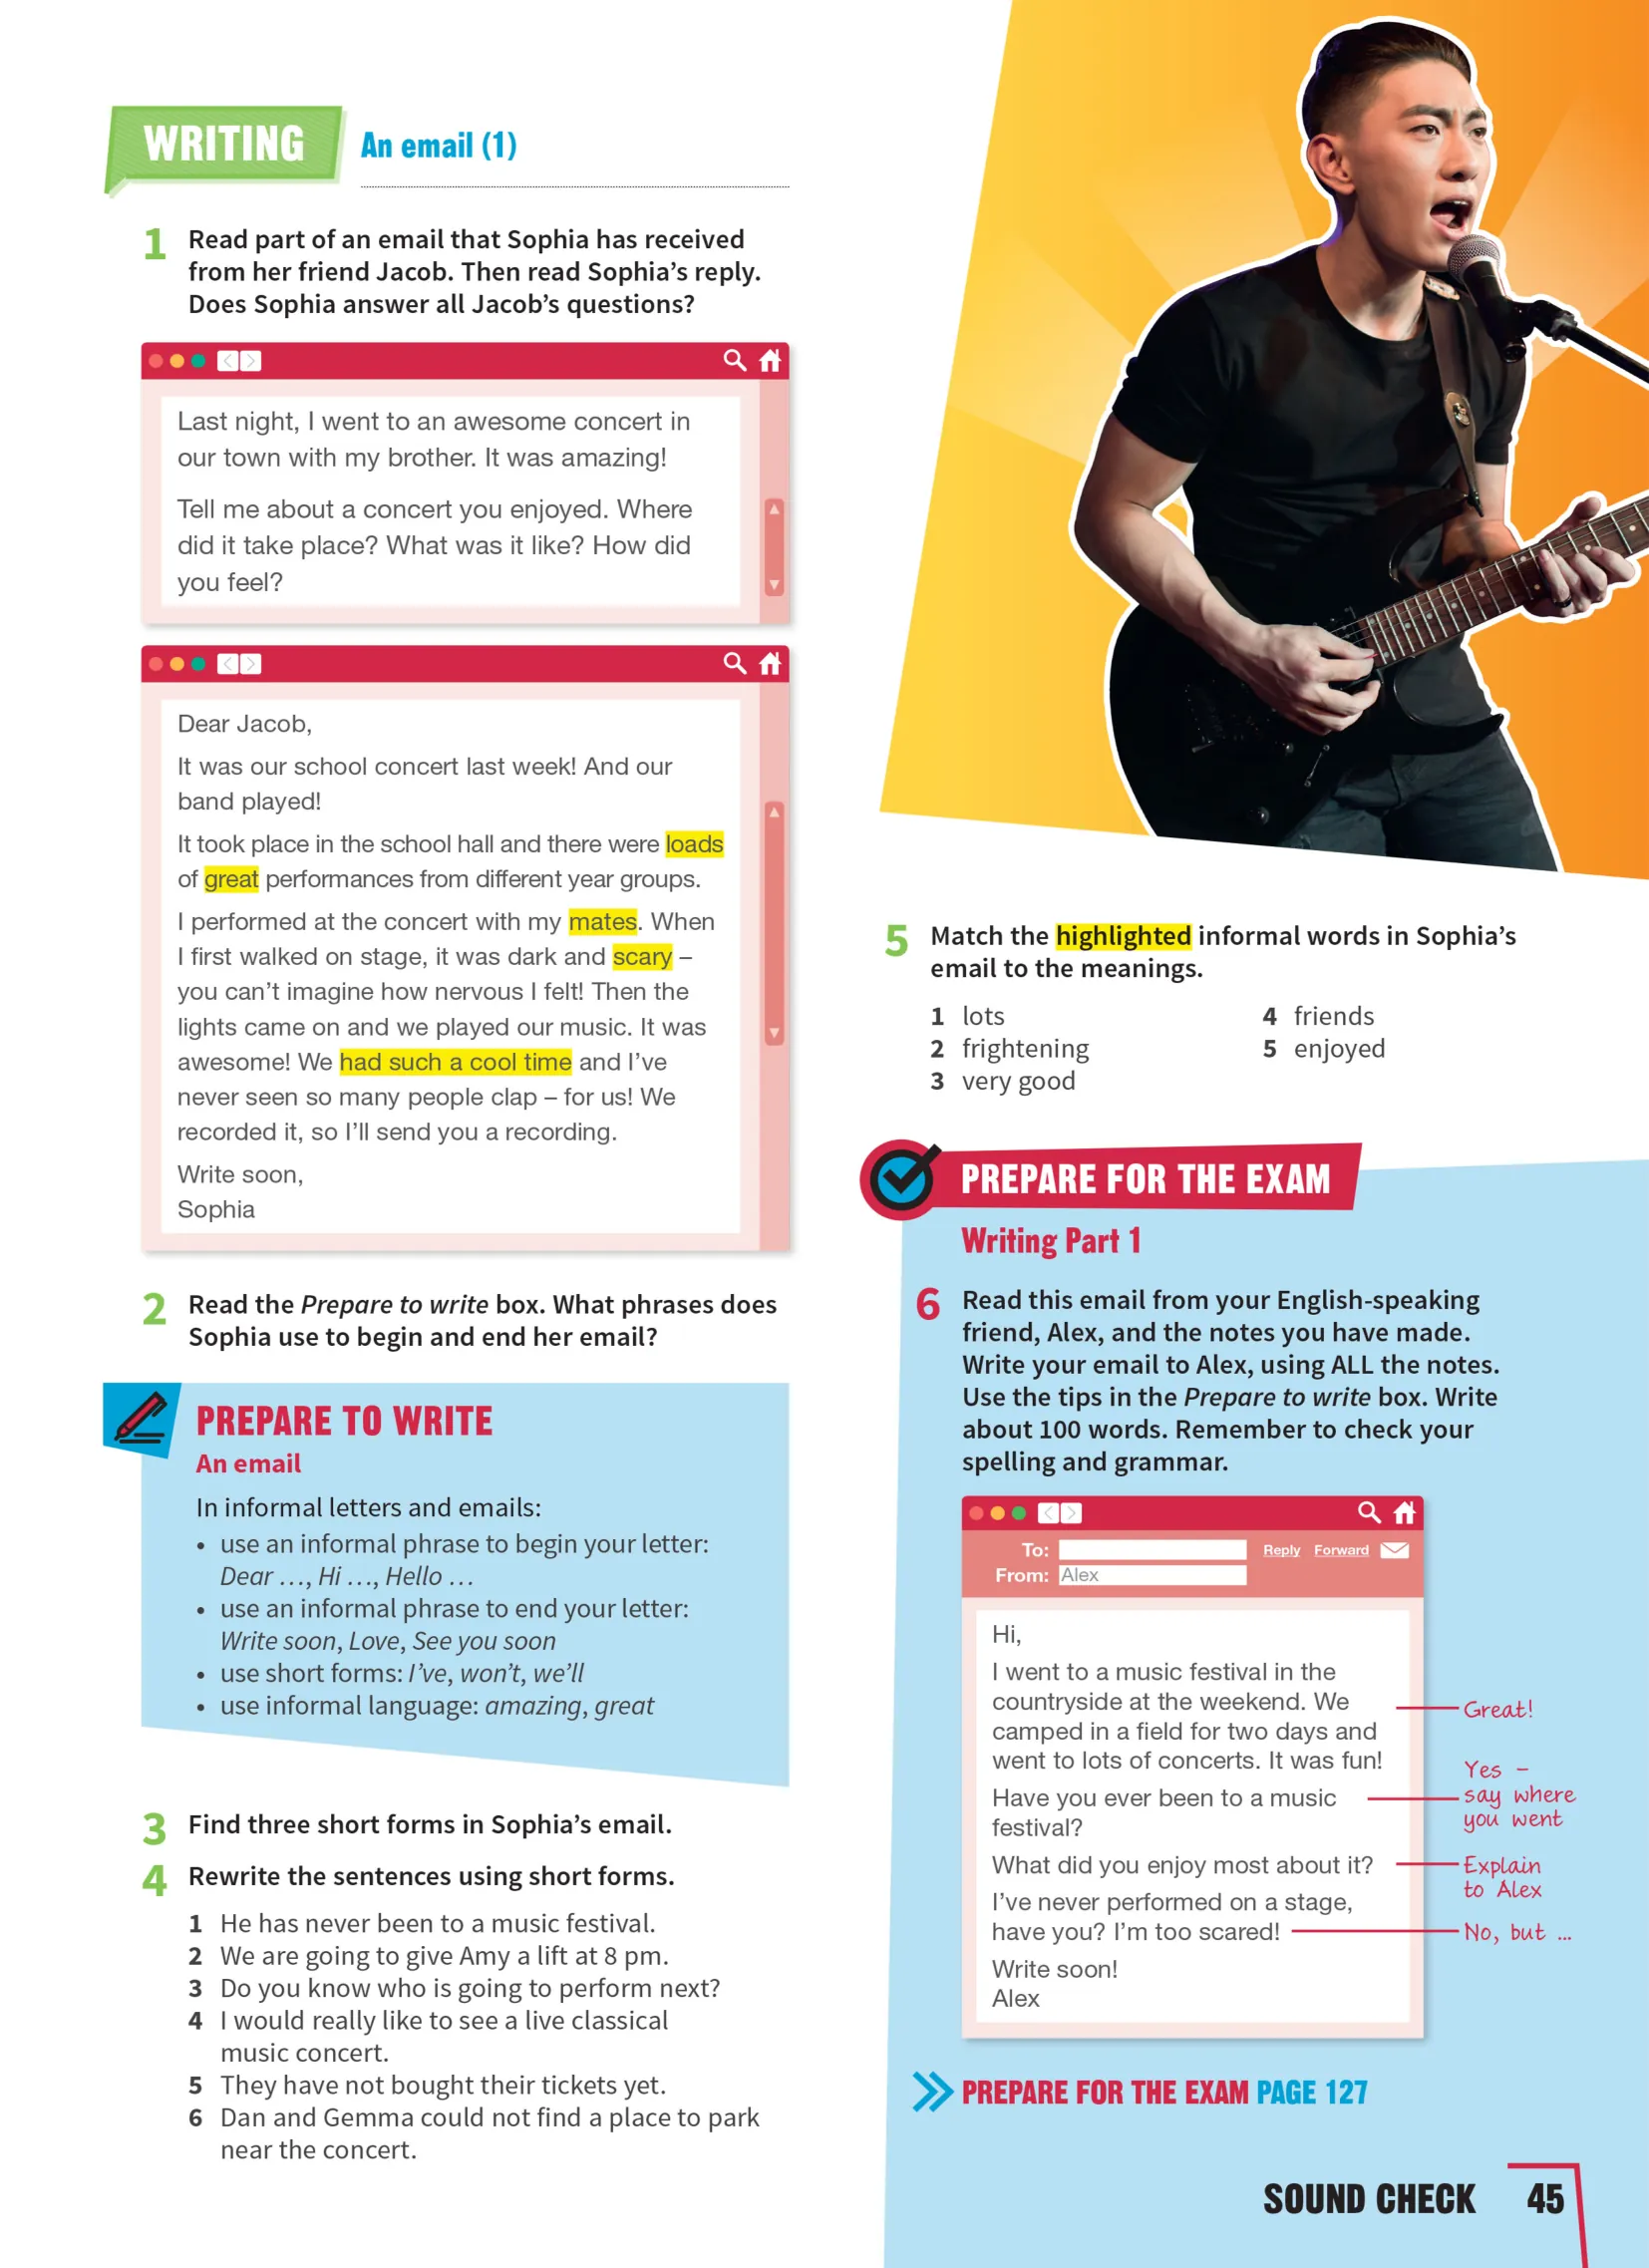 WRITING
An email (1)
1 Read part of an email that Sophia has received
from her friend Jacob. Then read Sophia's reply.
Does Sophia answer all Jacob's questions?
Last night, I went to an awesome concert in
our town with my brother. It was amazing!
Tell me about a concert you enjoyed. Where
did it take place? What was it like? How did
you feel?
Dear Jacob,
It was our school concert last week! And our
band played!
It took place in the school hall and there were loads
of great performances from different year groups.
I performed at the concert with my mates. When
I first walked on stage, it was dark and scary –
you can't imagine how nervous I felt! Then the
lights came on and we played our music. It was
awesome! We had such a cool time and I've
never seen so many people clap – for us! We
recorded it, so I'll send you a recording.
Write soon,
Sophia
2 Read the Prepare to write box. What phrases does
Sophia use to begin and end her email?
PREPARE TO WRITE
An email
In informal letters and emails:
• use an informal phrase to begin your letter:
Dear …, Hi …, Hello …
• use an informal phrase to end your letter:
Write soon, Love, See you soon
• use short forms: I've, won't, we'll
• use informal language: amazing, great
3 Find three short forms in Sophia's email.
4 Rewrite the sentences using short forms.
1 He has never been to a music festival.
2 We are going to give Amy a lift at 8 pm.
3 Do you know who is going to perform next?
4 I would really like to see a live classical
music concert.
5 They have not bought their tickets yet.
6 Dan and Gemma could not find a place to park
near the concert.
5 Match the highlighted informal words in Sophia's
email to the meanings.
1 lots
2 frightening
3 very good
4 friends
5 enjoyed
PREPARE FOR THE EXAM
Writing Part 1
6 Read this email from your English-speaking
friend, Alex, and the notes you have made.
Write your email to Alex, using ALL the notes.
Use the tips in the Prepare to write box. Write
about 100 words. Remember to check your
spelling and grammar.
To: Reply Forward
From: Alex
Hi,
I went to a music festival in the
countryside at the weekend. We
camped in a field for two days and
went to lots of concerts. It was fun!
Have you ever been to a music
festival?
What did you enjoy most about it?
I've never performed on a stage,
have you? I'm too scared!
Write soon!
Alex
Great!
Yes –
say where
you went
Explain
to Alex
No, but …
PREPARE FOR THE EXAM PAGE 127
SOUND CHECK 45